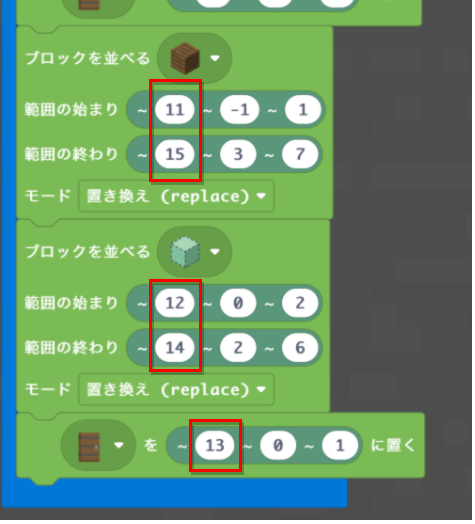 ブロックを並べる
範囲の始まり ~ 11 ~ -1 ~ 1
範囲の終わり ~ 15 ~ 3 ~ 7
モード 置き換え (replace)
ブロックを並べる
範囲の始まり ~ 12 ~ 0 ~ 2
範囲の終わり ~ 14 ~ 2 ~ 6
モード 置き換え (replace)
を ~ 13 ~ 0 ~ 1 に置く